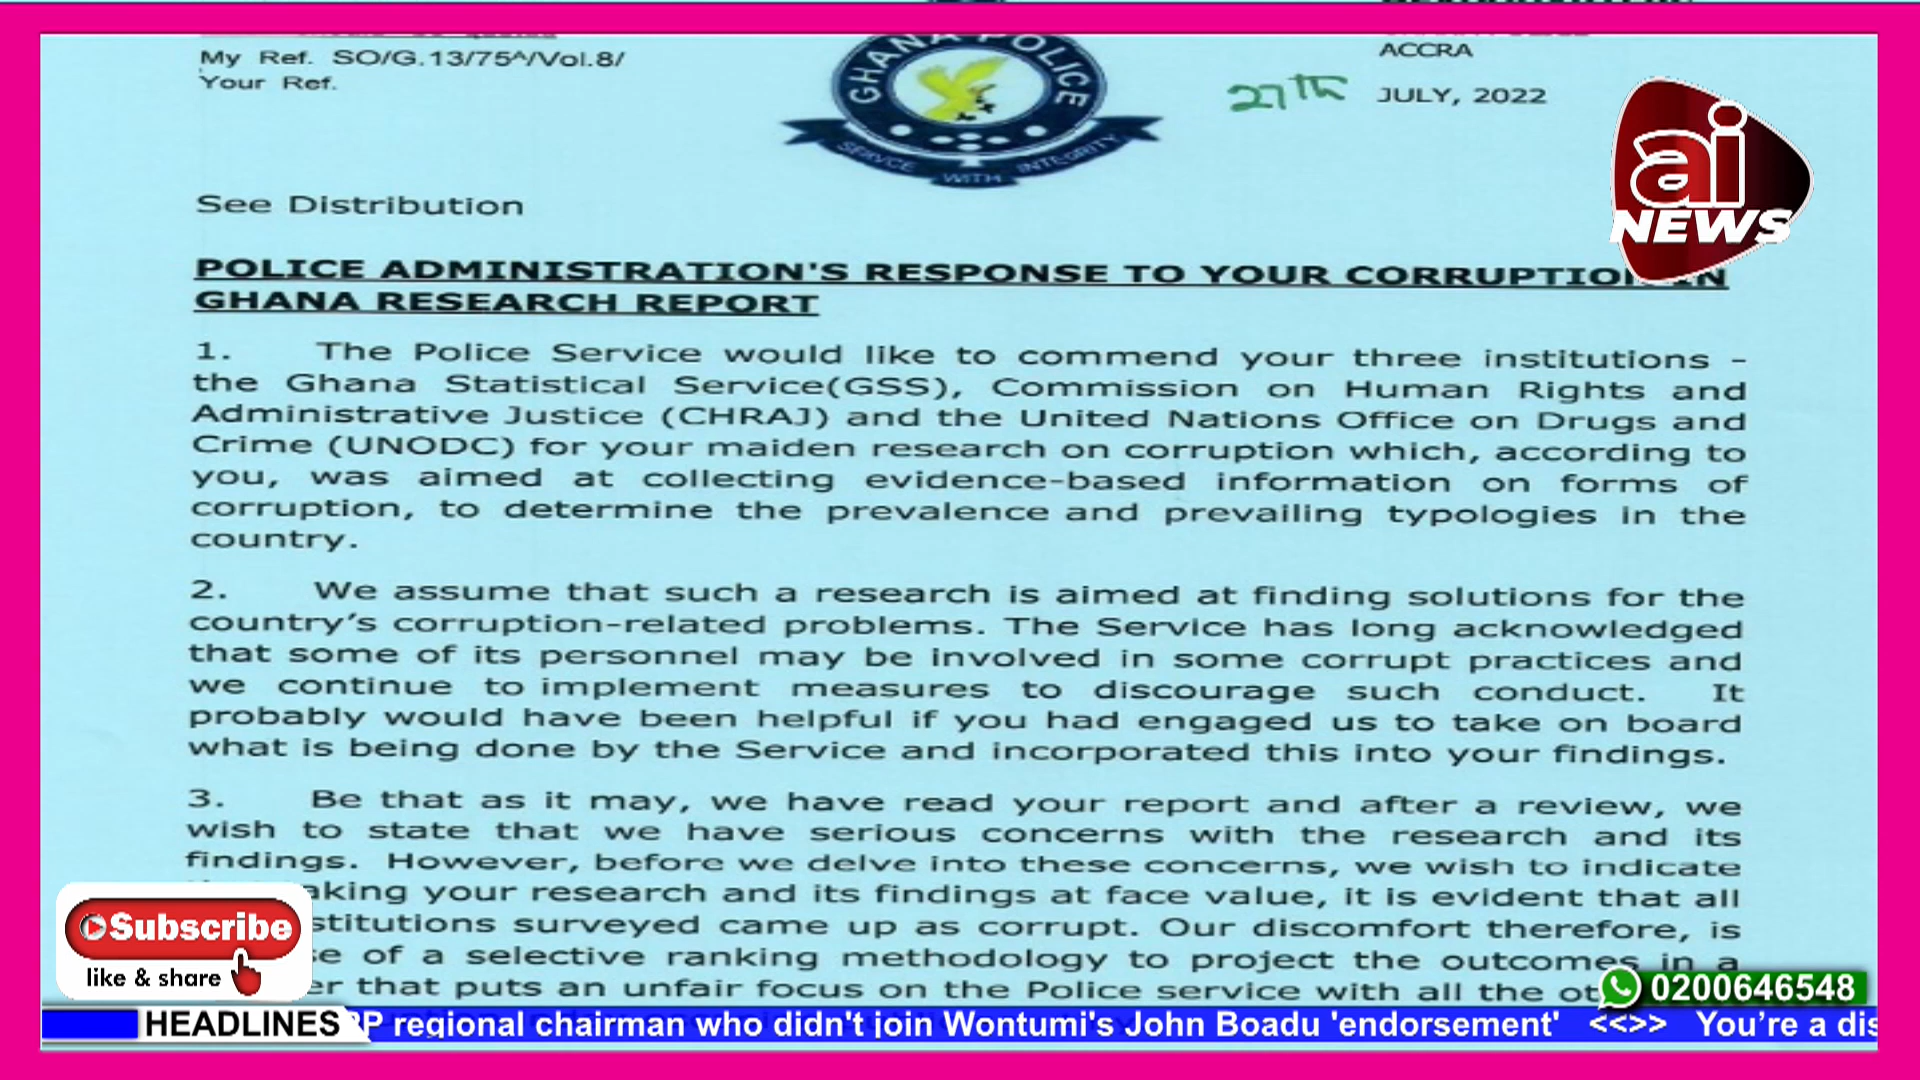 My Ref. SO/G.13/75^/Vol.8/
Your Ref.
GHANA POLICE
SERVICE WITH INTEGRITY
ACCRA
27TH JULY, 2022
ai
NEWS
See Distribution
POLICE ADMINISTRATION'S RESPONSE TO YOUR CORRUPTION IN
GHANA RESEARCH REPORT
1. The Police Service would like to commend your three institutions -
the Ghana Statistical Service(GSS), Commission on Human Rights and
Administrative Justice (CHRAJ) and the United Nations Office on Drugs and
Crime (UNODC) for your maiden research on corruption which, according to
you, was aimed at collecting evidence-based information on forms of
corruption, to determine the prevalence and prevailing typologies in the
country.
2. We assume that such a research is aimed at finding solutions for the
country's corruption-related problems. The Service has long acknowledged
that some of its personnel may be involved in some corrupt practices and
we continue to implement measures to discourage such conduct. It
probably would have been helpful if you had engaged us to take on board
what is being done by the Service and incorporated this into your findings.
3. Be that as it may, we have read your report and after a review, we
wish to state that we have serious concerns with the research and its
findings. However, before we delve into these concerns, we wish to indicate
your research and its findings at face value, it is evident that all
surveyed came up as corrupt. Our discomfort therefore, is
of a selective ranking methodology to project the outcomes in a
that puts an unfair focus on the Police service with all the
Subscribe
like & share
0200646548
HEADLINES
P regional chairman who didn't join Wontumi's John Boadu 'endorsement' <<>> You're a dis